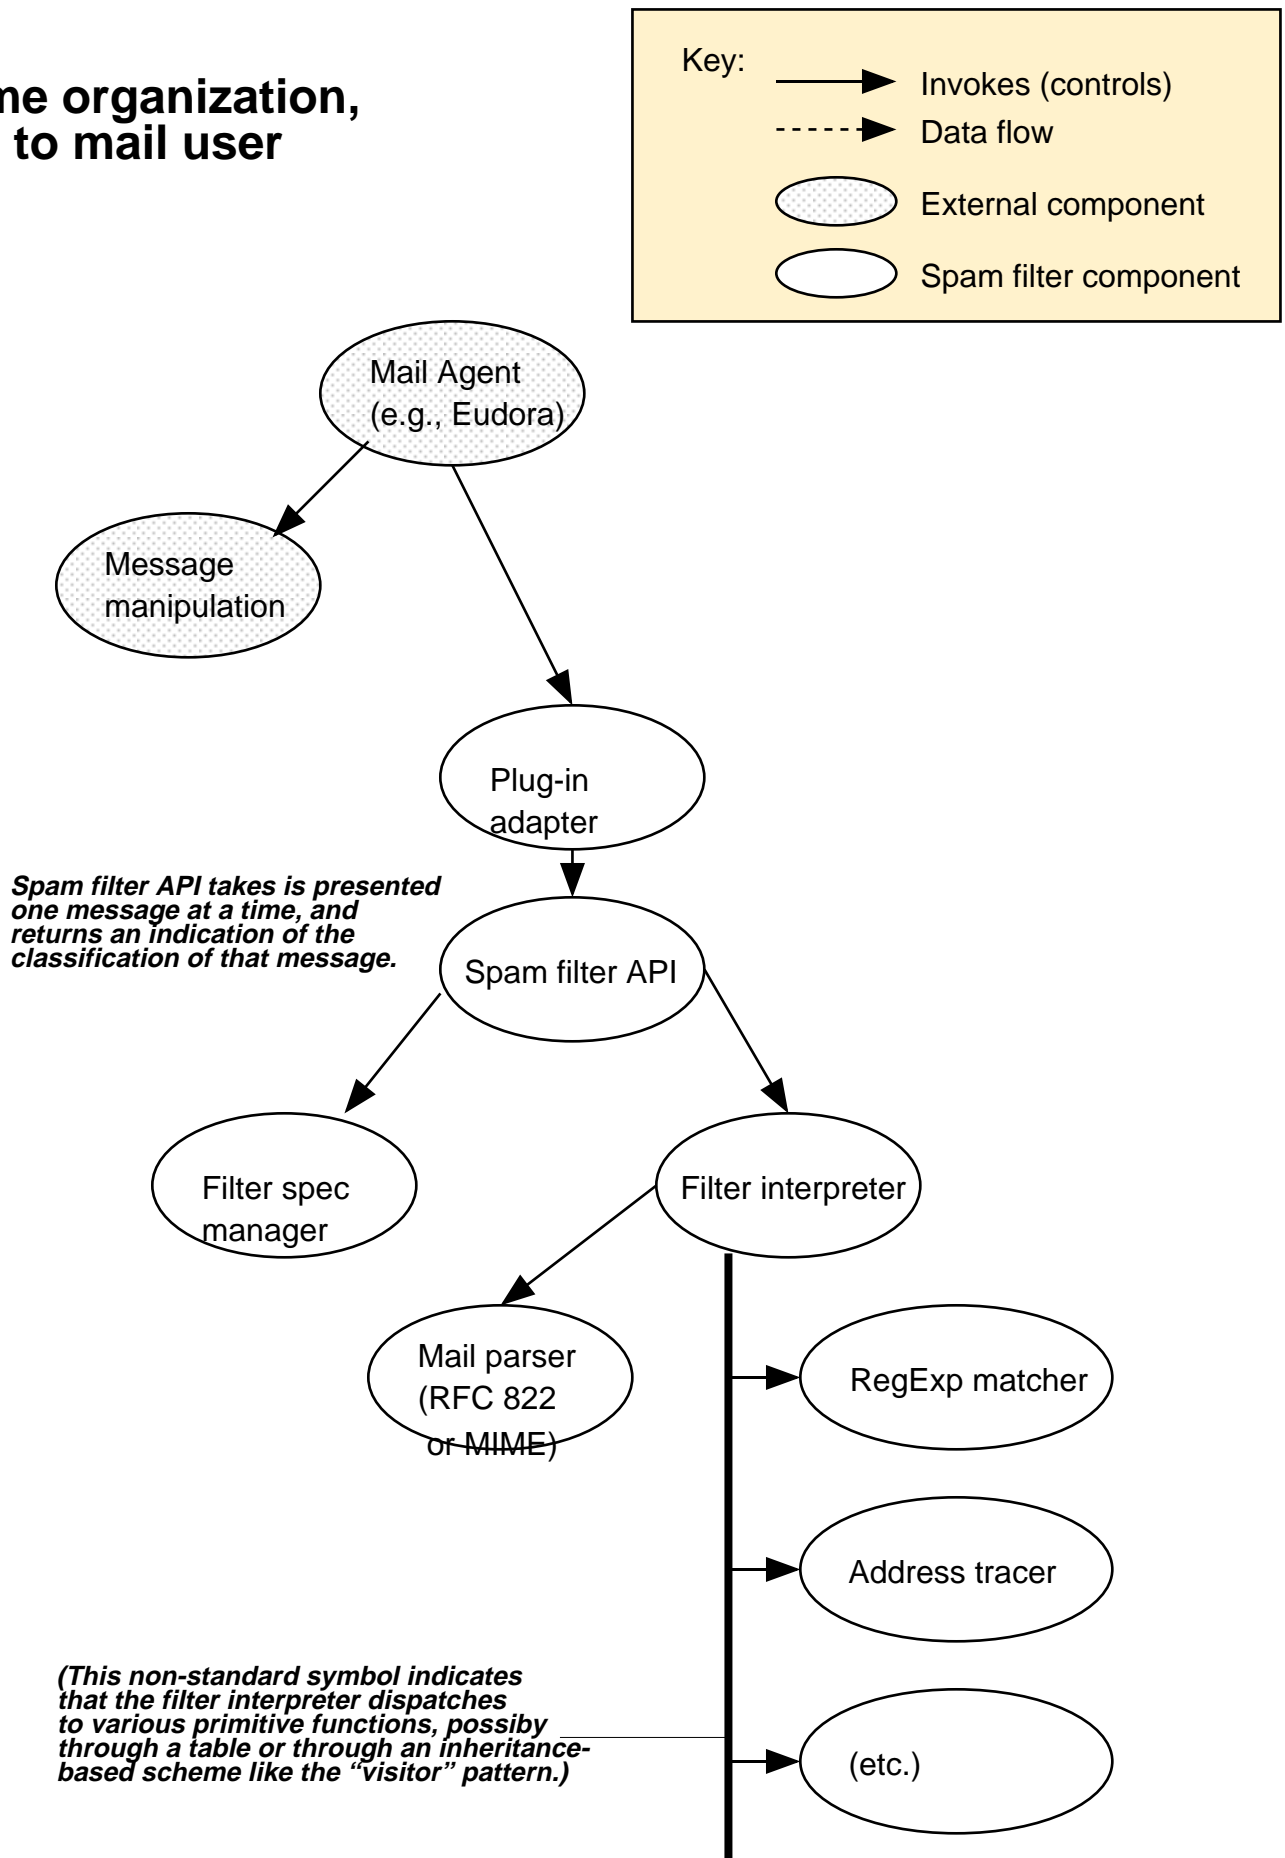 me organization,
to mail user
Key:
Invokes (controls)
Data flow
External component
Spam filter component
Mail Agent
(e.g., Eudora)
Message
manipulation
Plug-in
adapter
Spam filter API takes is presented
one message at a time, and
returns an indication of the
classification of that message.
Spam filter API
Filter spec
manager
Filter interpreter
Mail parser
(RFC 822
or MIME)
RegExp matcher
Address tracer
(This non-standard symbol indicates
that the filter interpreter dispatches
to various primitive functions, possiby
through a table or through an inheritance-
based scheme like the “visitor” pattern.)
(etc.)